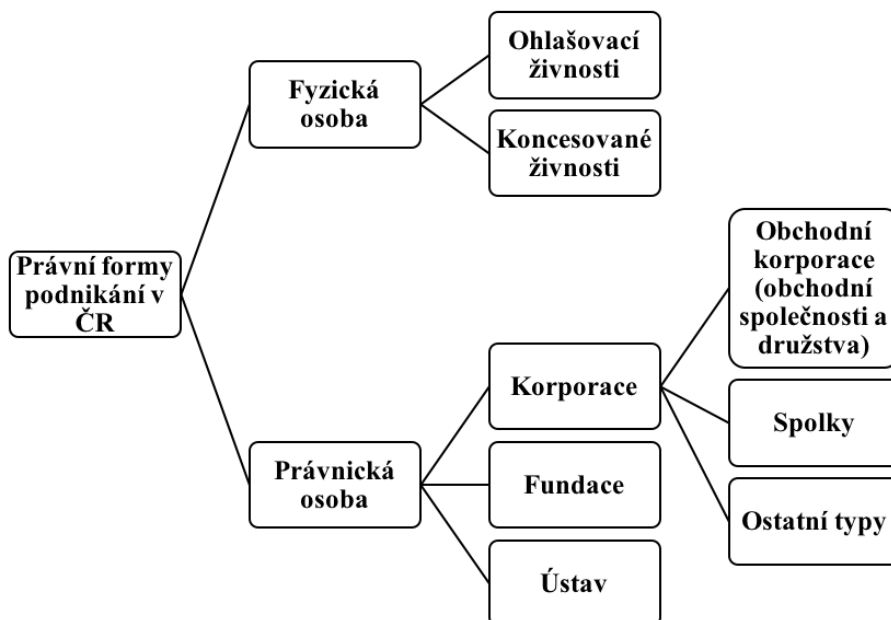 Právní formy
podnikání v
ČR
Fyzická
osoba
Ohlašovací
živnosti
Koncesované
živnosti
Právnická
osoba
Korporace
Obchodní
korporace
(obchodní
společnosti a
družstva)
Spolky
Ostatní typy
Fundace
Ústav